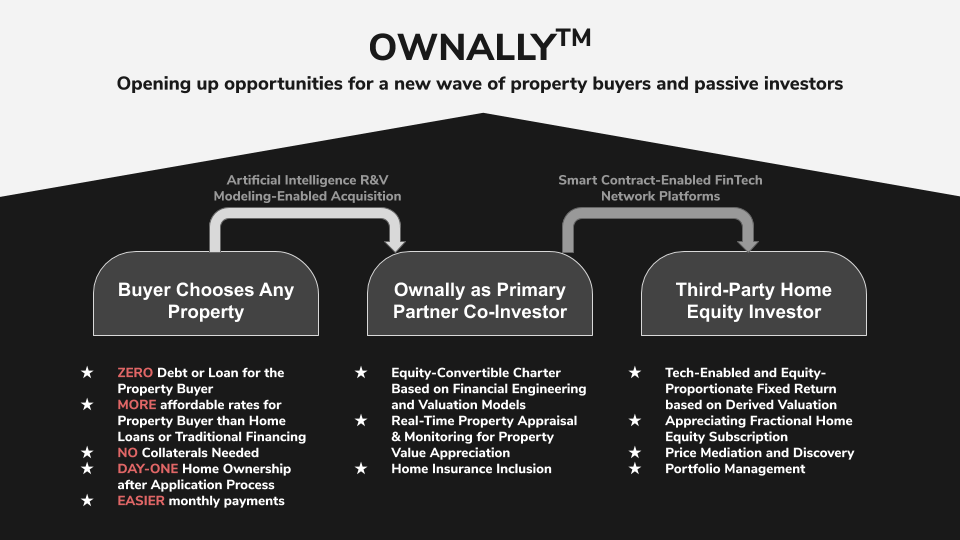 OWNALLY™
Opening up opportunities for a new wave of property buyers and passive investors
Artificial Intelligence R&V
Modeling-Enabled Acquisition
Smart Contract-Enabled FinTech
Network Platforms
Buyer Chooses Any
Property
Ownally as Primary
Partner Co-Investor
Third-Party Home
Equity Investor
★ ZERO Debt or Loan for the
Property Buyer
★ MORE affordable rates for
Property Buyer than Home
Loans or Traditional Financing
★ NO Collaterals Needed
★ DAY-ONE Home Ownership
after Application Process
★ EASIER monthly payments
★ Equity-Convertible Charter
Based on Financial Engineering
and Valuation Models
★ Real-Time Property Appraisal
& Monitoring for Property
Value Appreciation
★ Home Insurance Inclusion
★ Tech-Enabled and Equity-
Proportionate Fixed Return
based on Derived Valuation
★ Appreciating Fractional Home
Equity Subscription
★ Price Mediation and Discovery
★ Portfolio Management